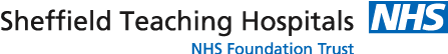 Sheffield Teaching Hospitals NHS
NHS Foundation Trust